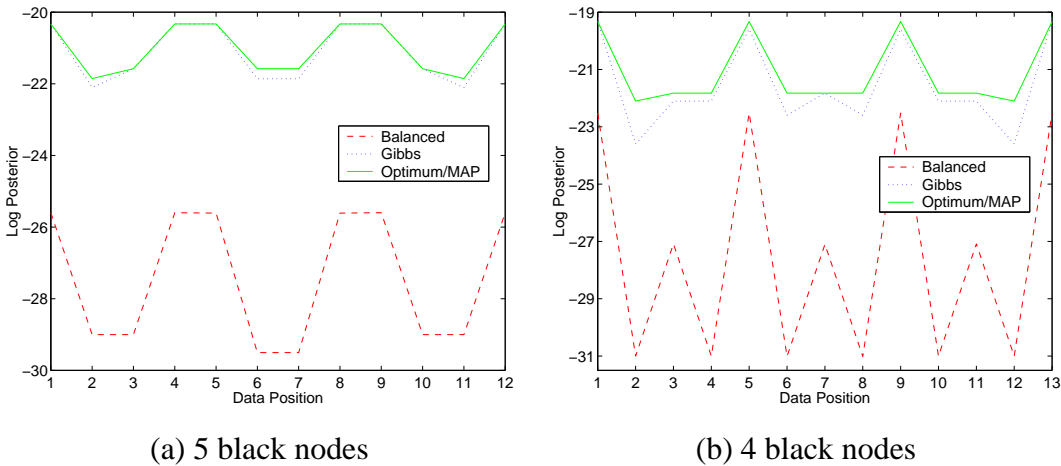 −20
−22
−24
−26
−28
−30
Log Posterior
Balanced
Gibbs
Optimum/MAP
1 2 3 4 5 6 7 8 9 10 11 12
Data Position
(a) 5 black nodes
−19
−21
−23
−25
−27
−29
−31
Log Posterior
Balanced
Gibbs
Optimum/MAP
1 2 3 4 5 6 7 8 9 10 11 12 13
Data Position
(b) 4 black nodes